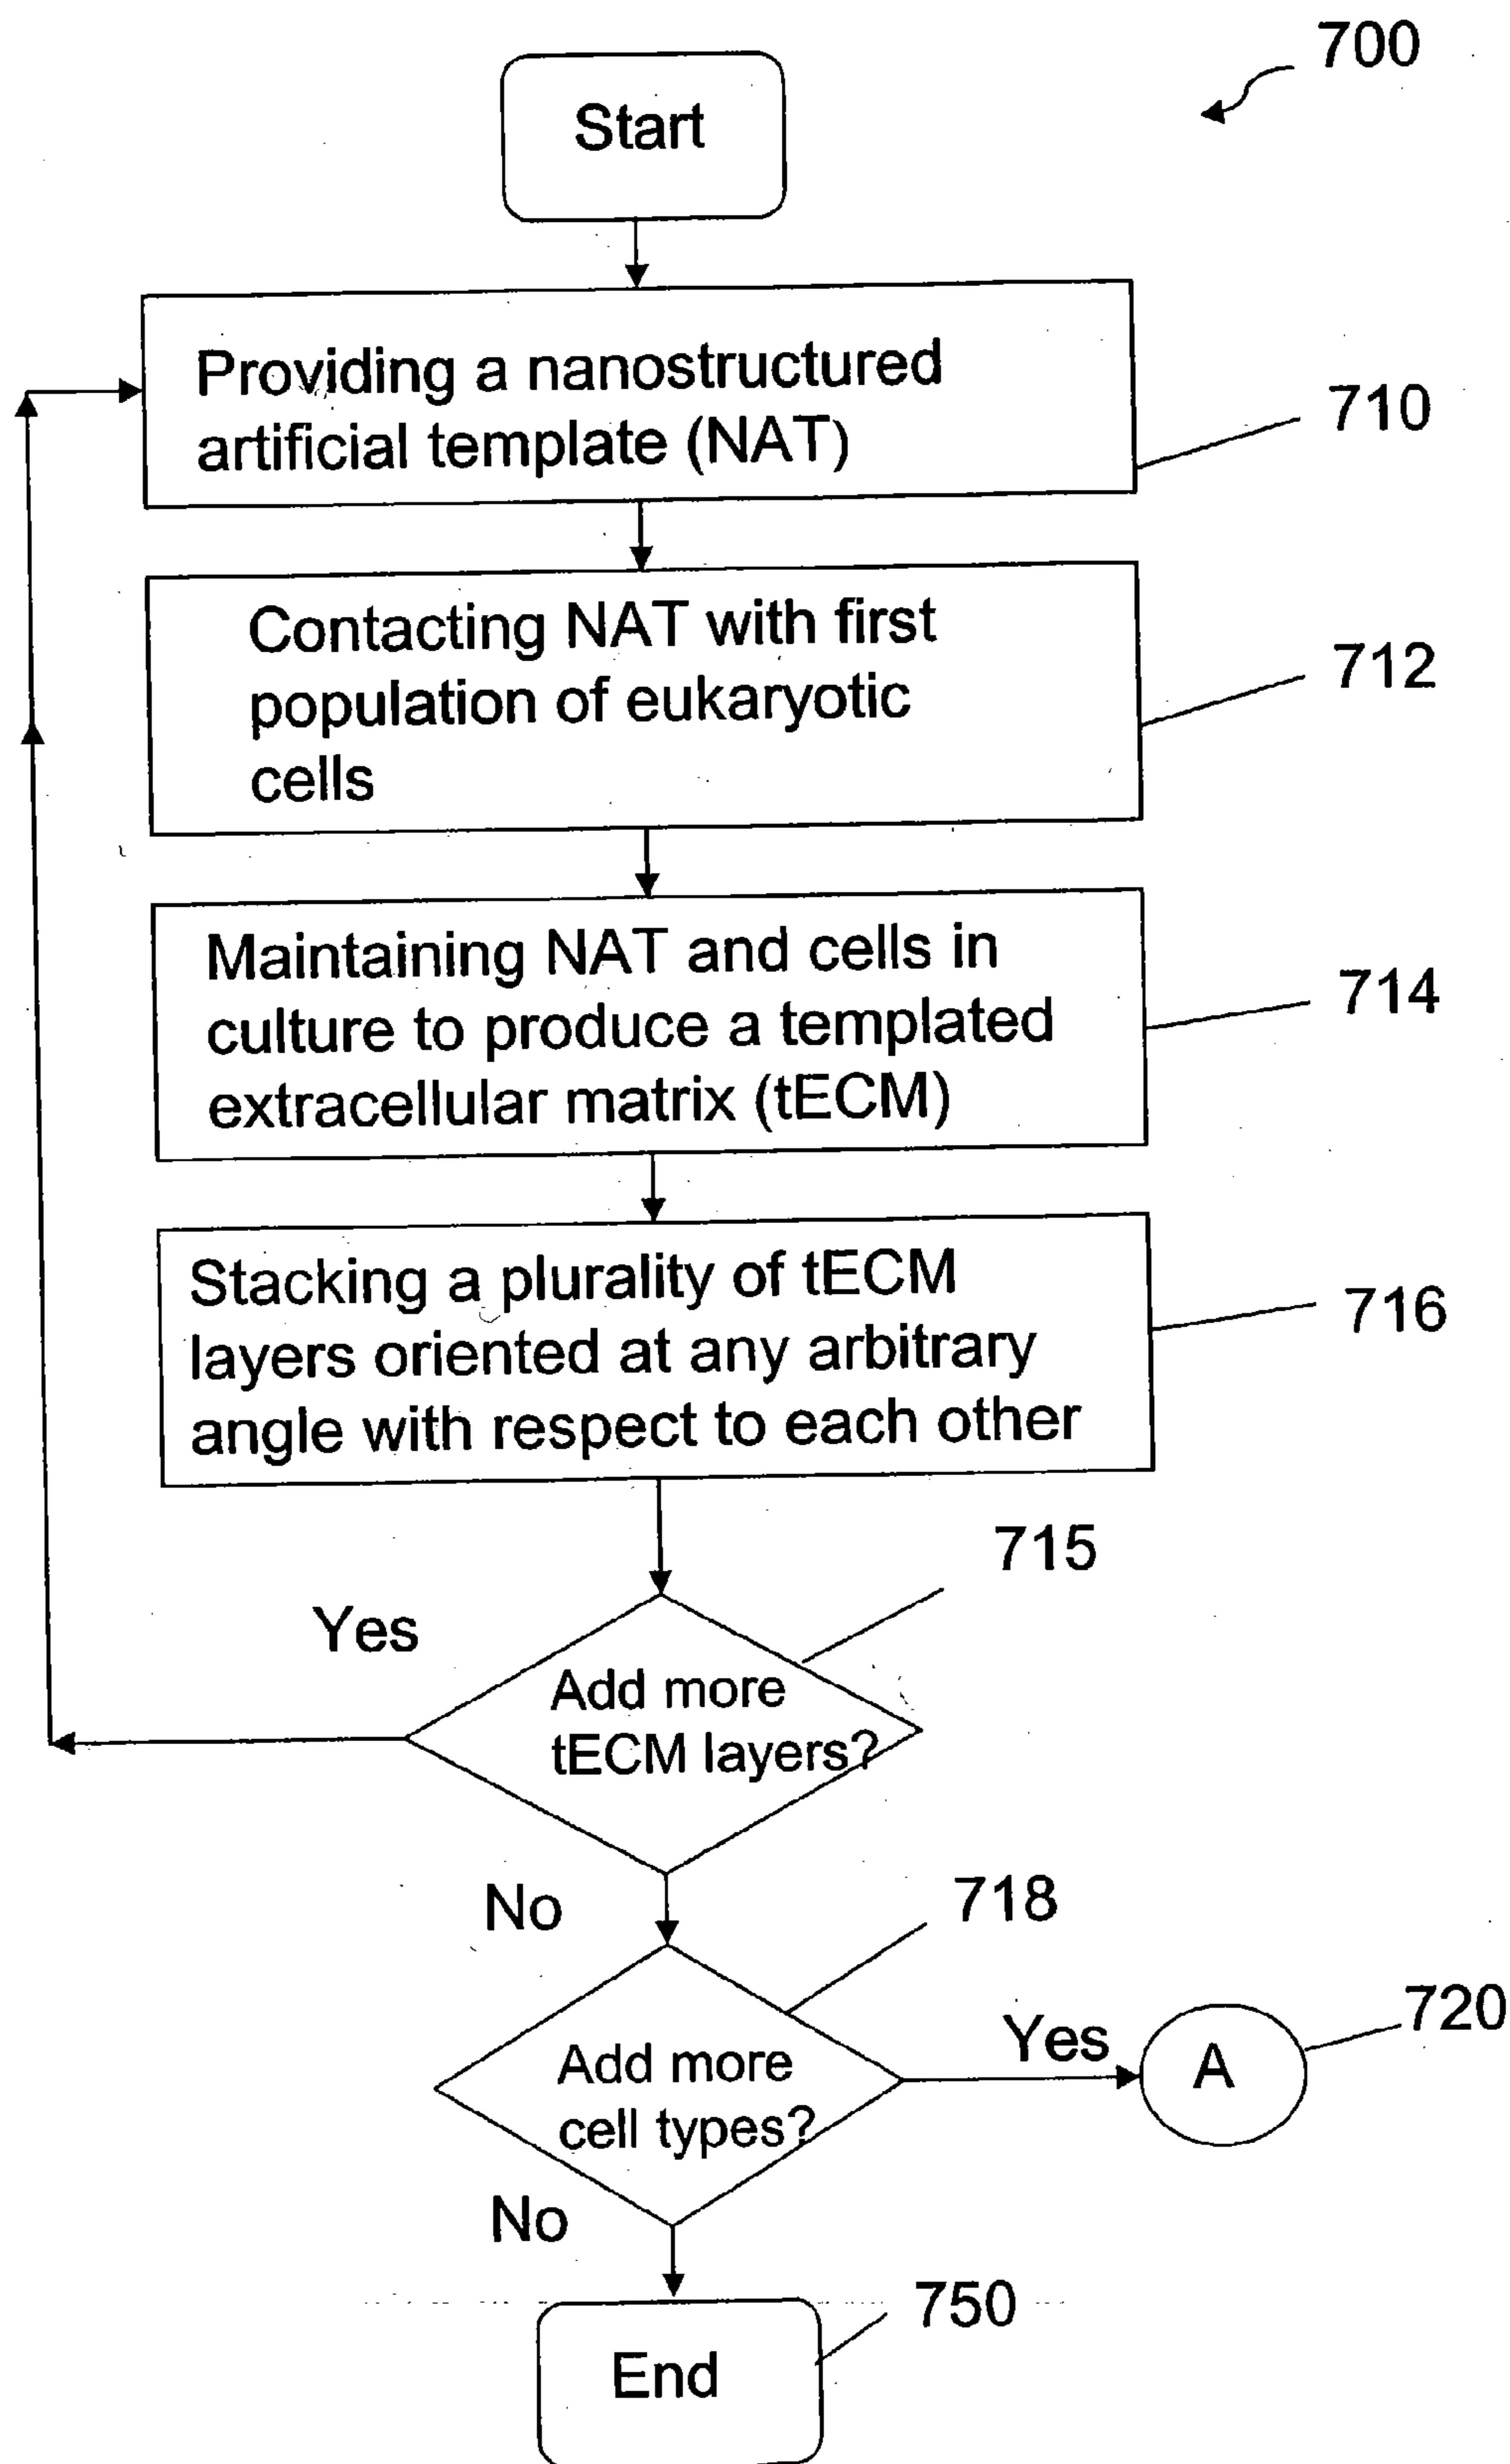 700
Start
Providing a nanostructured
artificial template (NAT)
710
Contacting NAT with first
population of eukaryotic
cells
712
Maintaining NAT and cells in
culture to produce a templated
extracellular matrix (tECM)
714
Stacking a plurality of tECM
layers oriented at any arbitrary
angle with respect to each other
716
715
Yes
Add more
tECM layers?
No
718
Add more
cell types?
Yes
A
720
No
750
End